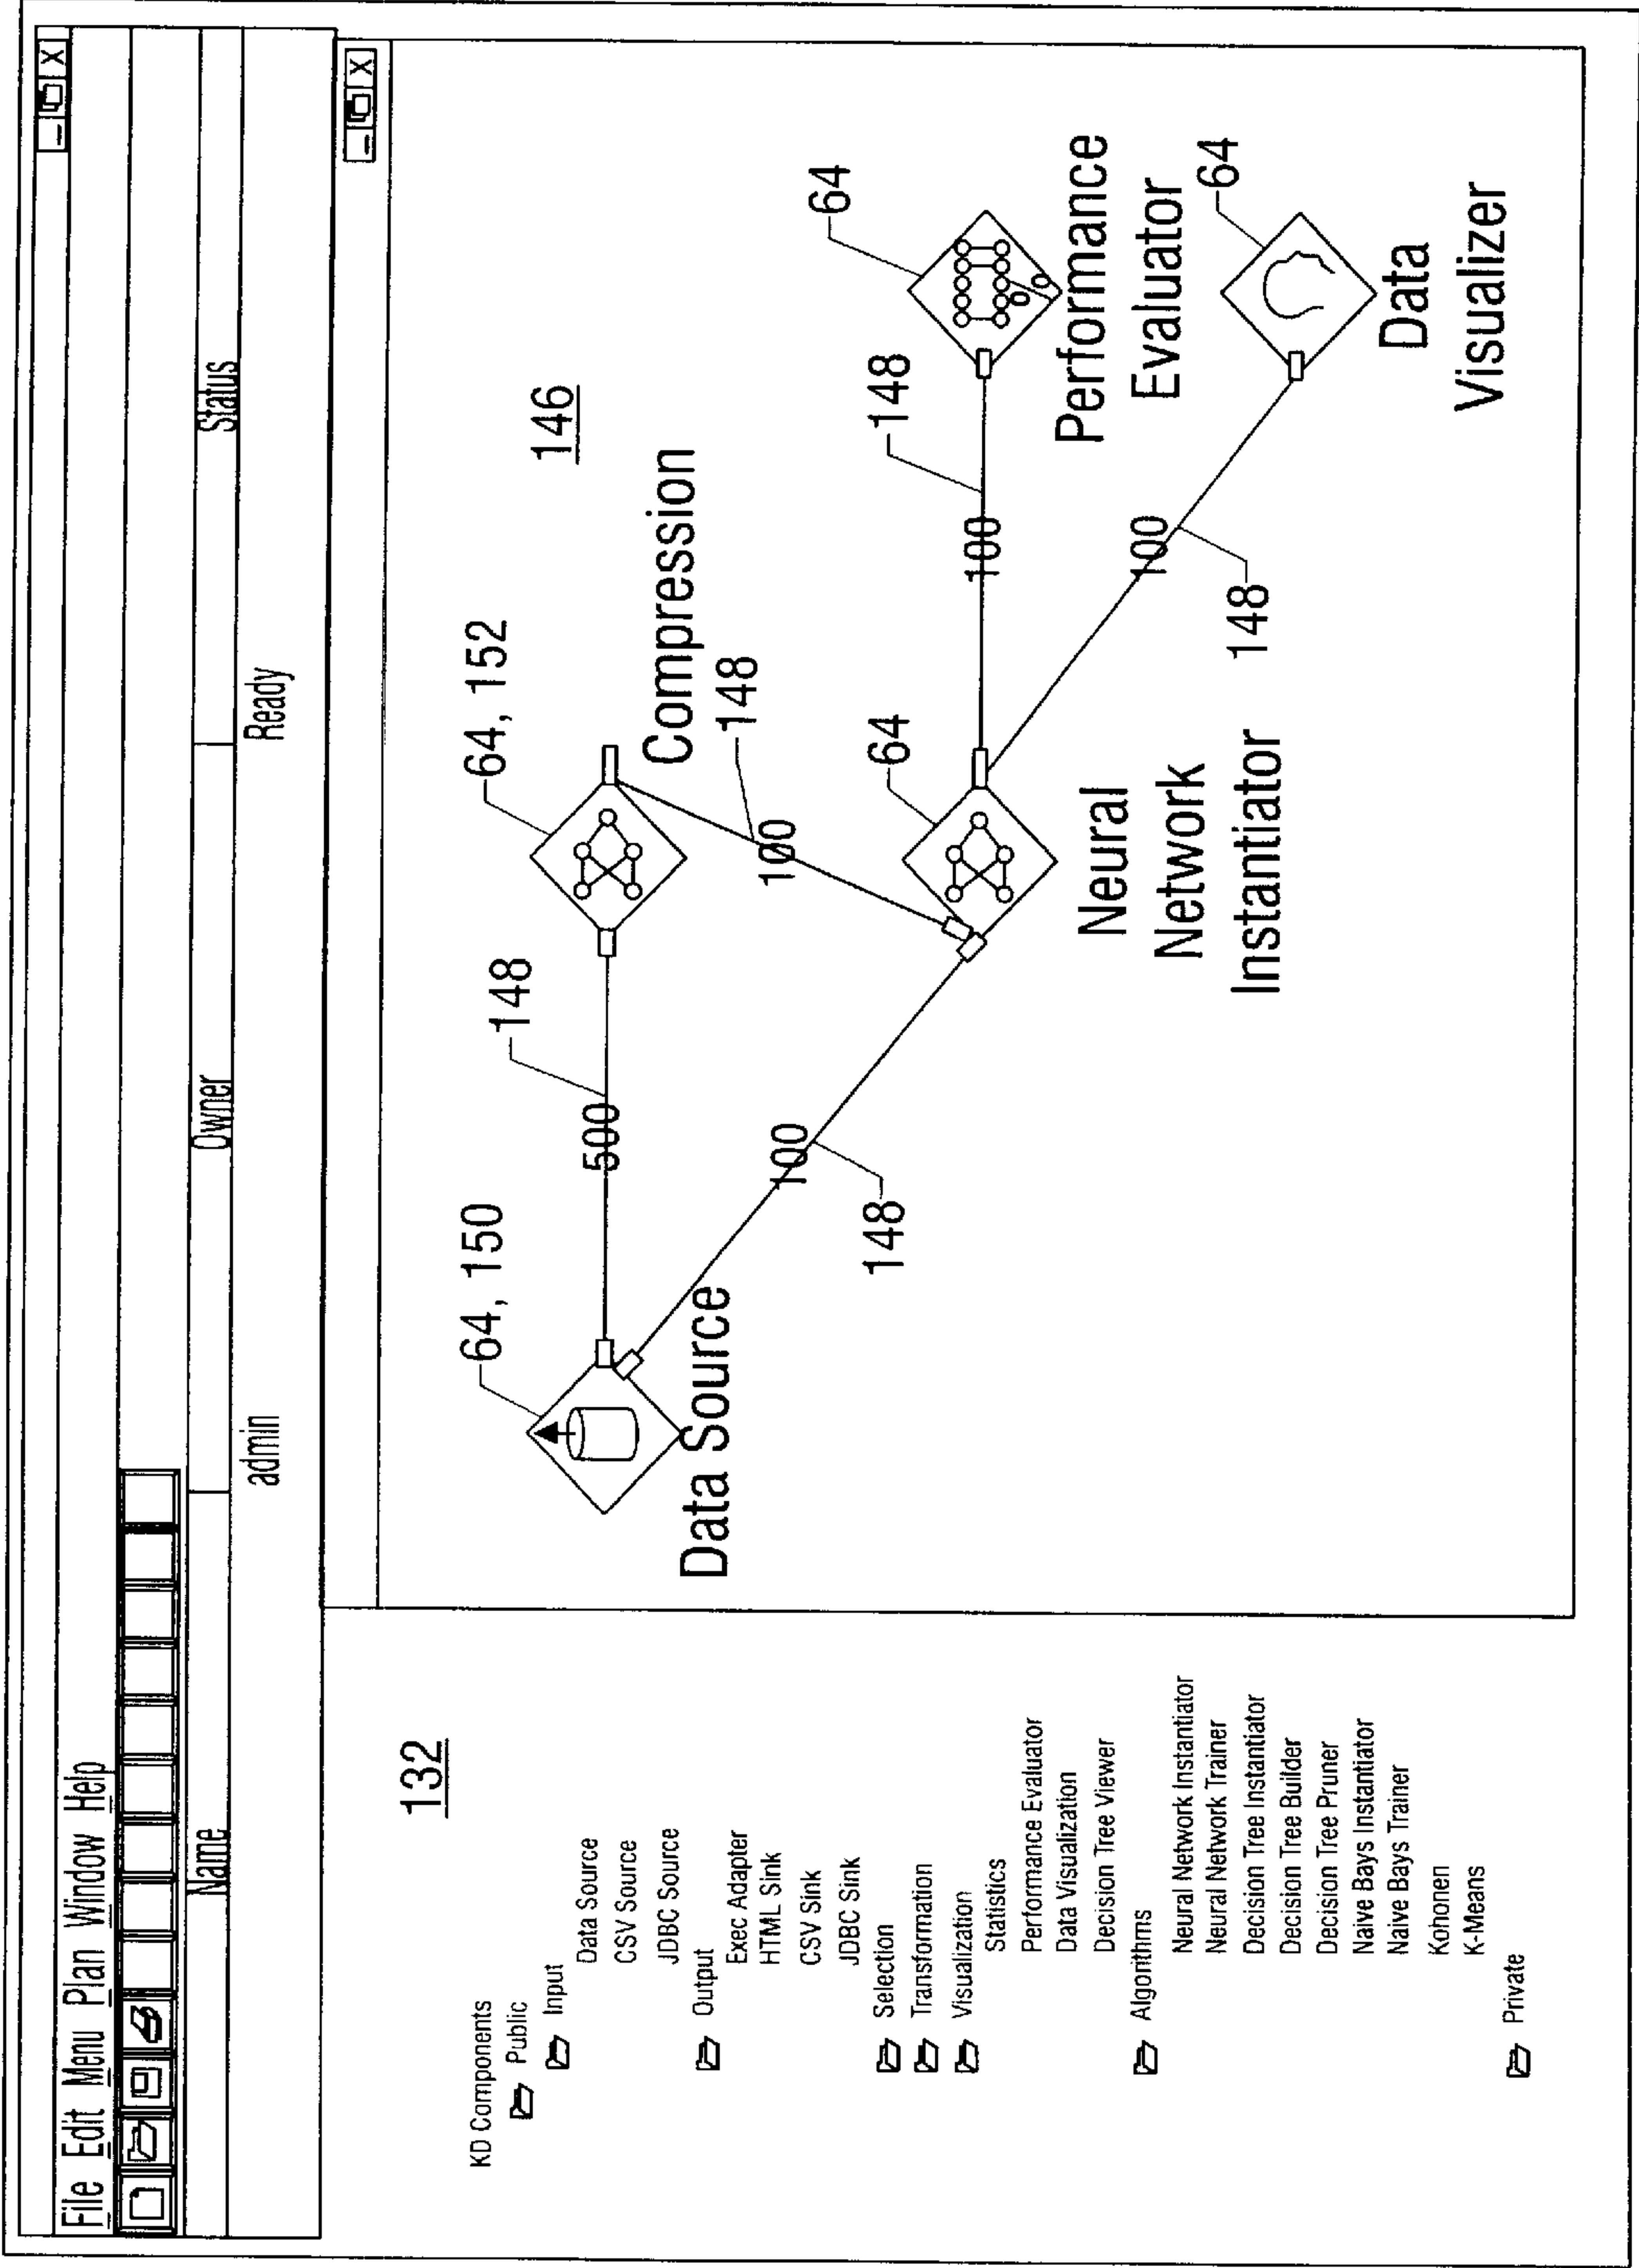 File Edit Menu Plan Window Help
Name
Owner
Status
admin
Ready
132
KD Components
Public
Input
Data Source
CSV Source
JDBC Source
Output
Exec Adapter
HTML Sink
CSV Sink
JDBC Sink
Selection
Transformation
Visualization
Statistics
Performance Evaluator
Data Visualization
Decision Tree Viewer
Algorithms
Neural Network Instantiator
Neural Network Trainer
Decision Tree Instantiator
Decision Tree Builder
Decision Tree Pruner
Naive Bays Instantiator
Naive Bays Trainer
Kohonen
K-Means
Private
146
64, 150
Data Source
148
500
64, 152
Compression
148
100
100
148
64
Neural
Network
Instantiator
148
100
64
Performance
Evaluator
100
148
64
Data
Visualizer